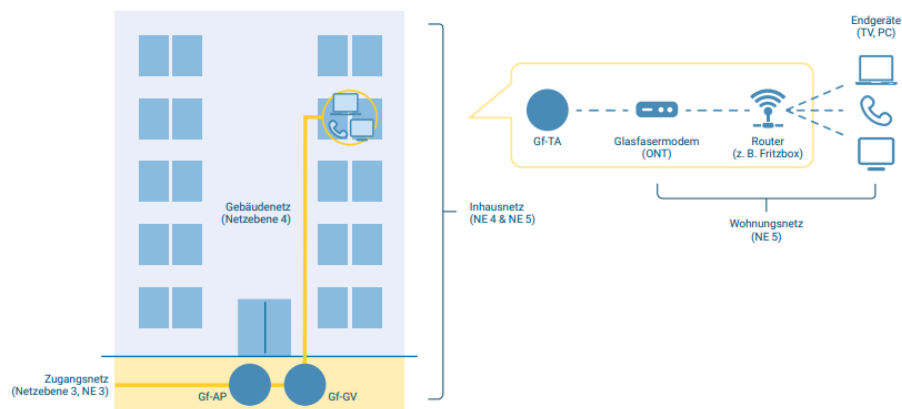 Gebäudenetz
(Netzebene 4)
Zugangsnetz
(Netzebene 3, NE 3)
Gf-AP
Gf-GV
Inhausnetz
(NE 4 & NE 5)
Gf-TA
Glasfasermodem
(ONT)
Router
(z. B. Fritzbox)
Endgeräte
(TV, PC)
Wohnungsnetz
(NE 5)